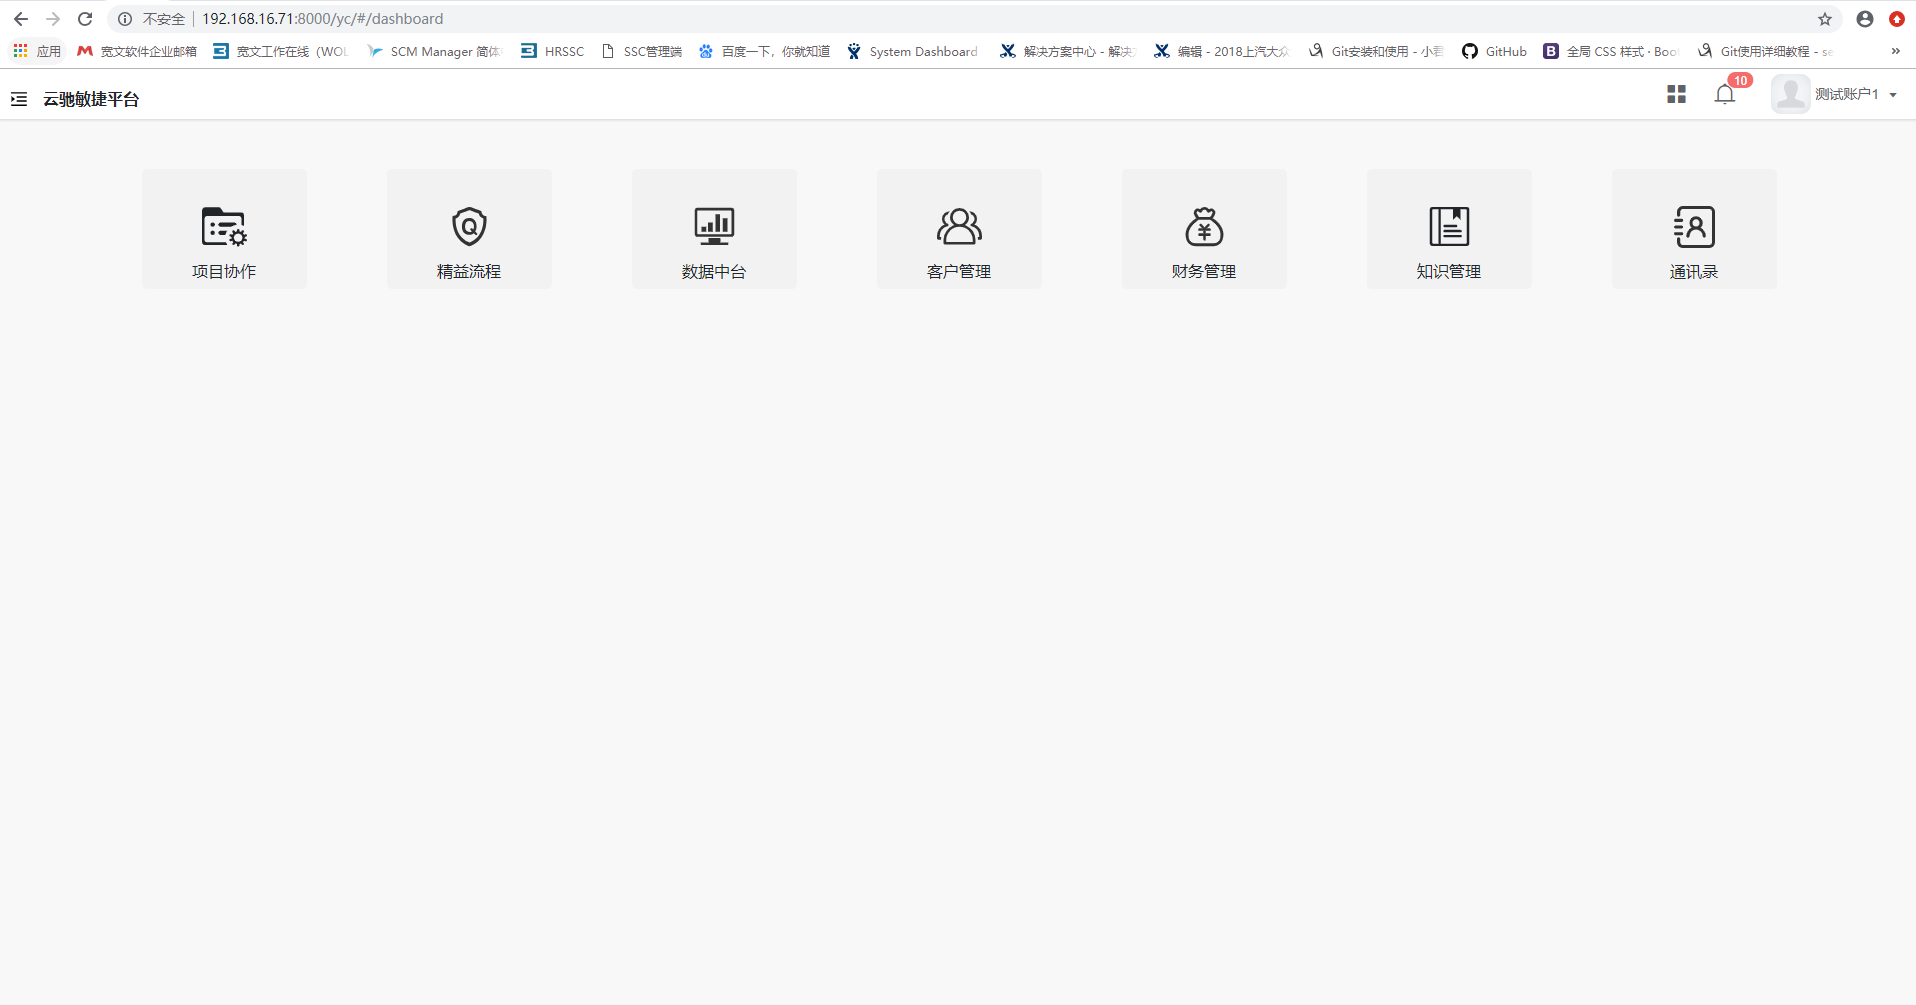 不安全 192.168.16.71:8000/yc/#/dashboard
应用 宽文软件企业邮箱 宽文工作在线（WOL SCM Manager 简体 HRSSC SSC管理端 百度一下，你就知道 System Dashboard 解决方案中心 - 解决 编辑 - 2018上汽大众 Git安装和使用 - 小 GitHub 全局 CSS 样式 · Boo Git使用详细教程 - se »
云驰敏捷平台 10 测试账户1
项目协作 精益流程 数据中台 客户管理 财务管理 知识管理 通讯录